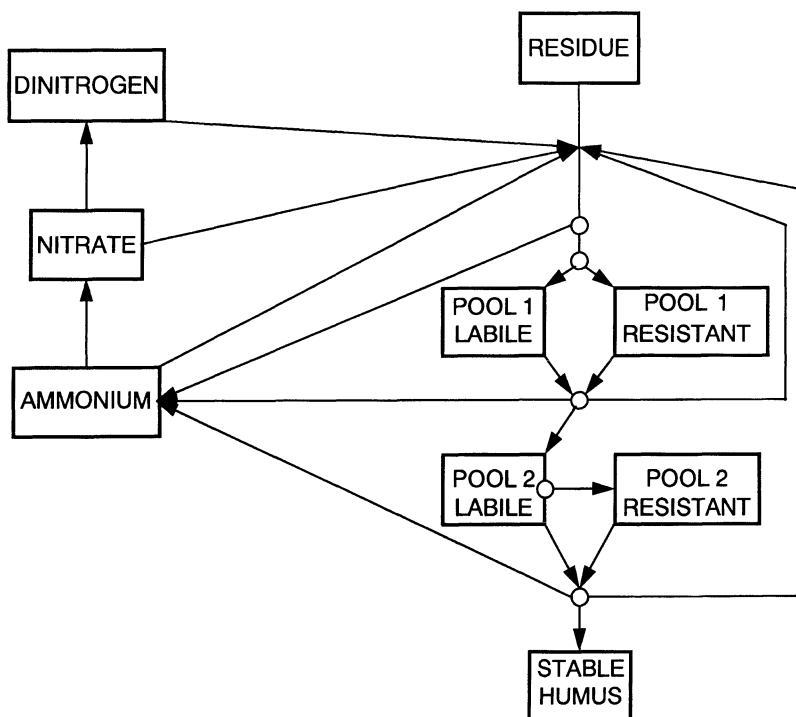 RESIDUE
DINITROGEN
NITRATE
POOL 1
LABILE
POOL 1
RESISTANT
AMMONIUM
POOL 2
LABILE
POOL 2
RESISTANT
STABLE
HUMUS